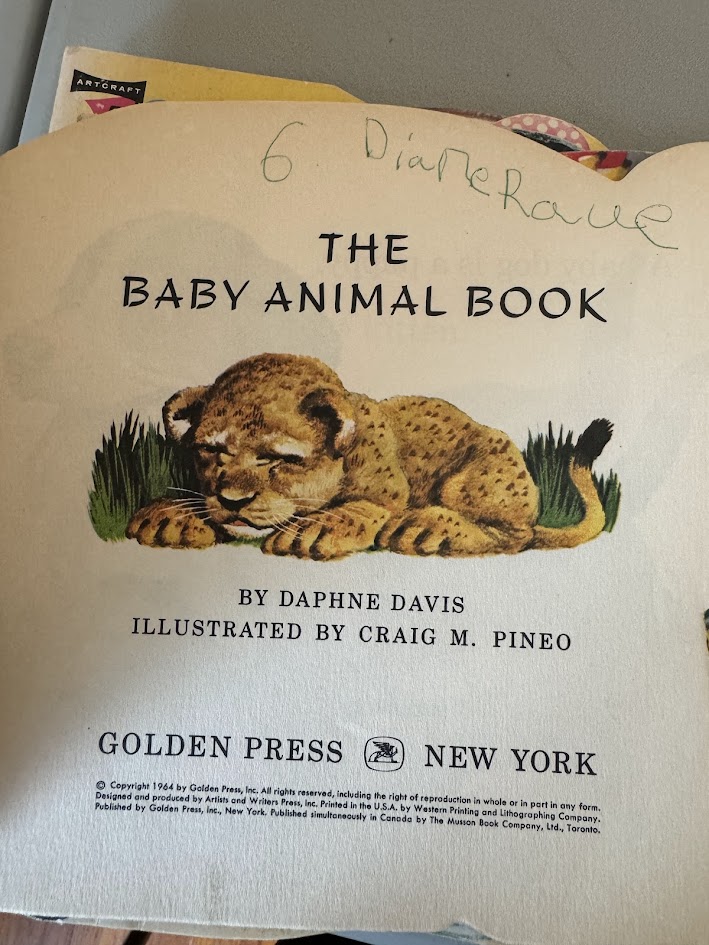 ARTCRAFT
6. Diane Raue
THE
BABY ANIMAL BOOK
BY DAPHNE DAVIS
ILLUSTRATED BY CRAIG M. PINEO
GOLDEN PRESS NEW YORK
© Copyright 1964 by Golden Press, Inc. All rights reserved, including the right of reproduction in whole or in part in any form.
Designed and produced by Artists and Writers Press, Inc. Printed in the U.S.A. by Western Printing and Lithographing Company.
Published by Golden Press, Inc., New York. Published simultaneously in Canada by The Musson Book Company, Ltd., Toronto.